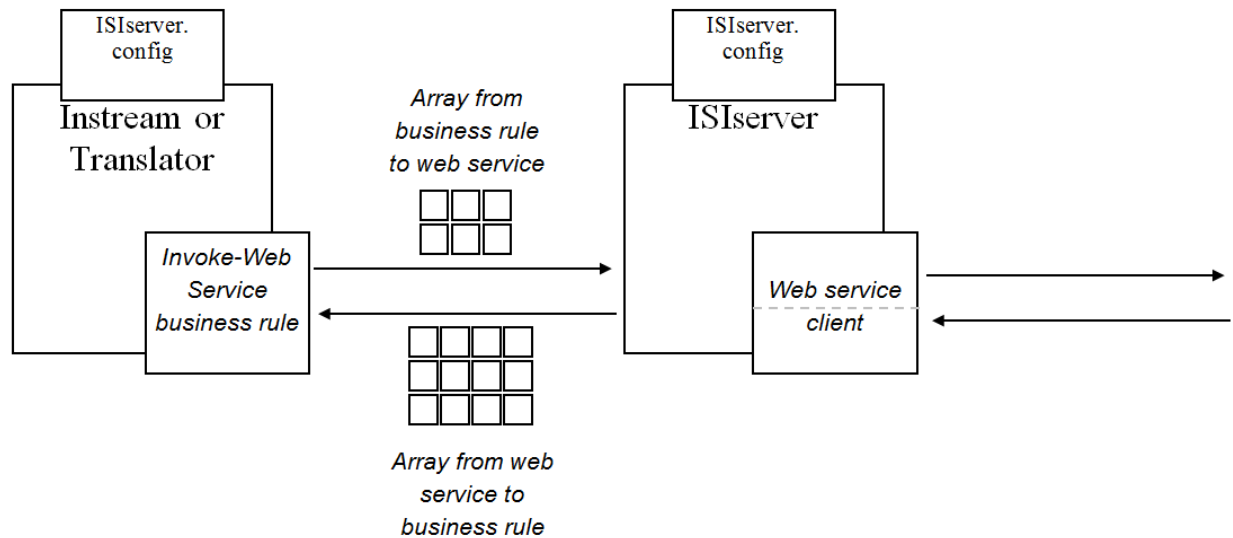 ISIserver.
config
Instream or
Translator
Invoke-Web
Service
business rule
Array from
business rule
to web service
Array from web
service to
business rule
ISIserver.
config
ISIserver
Web service
client